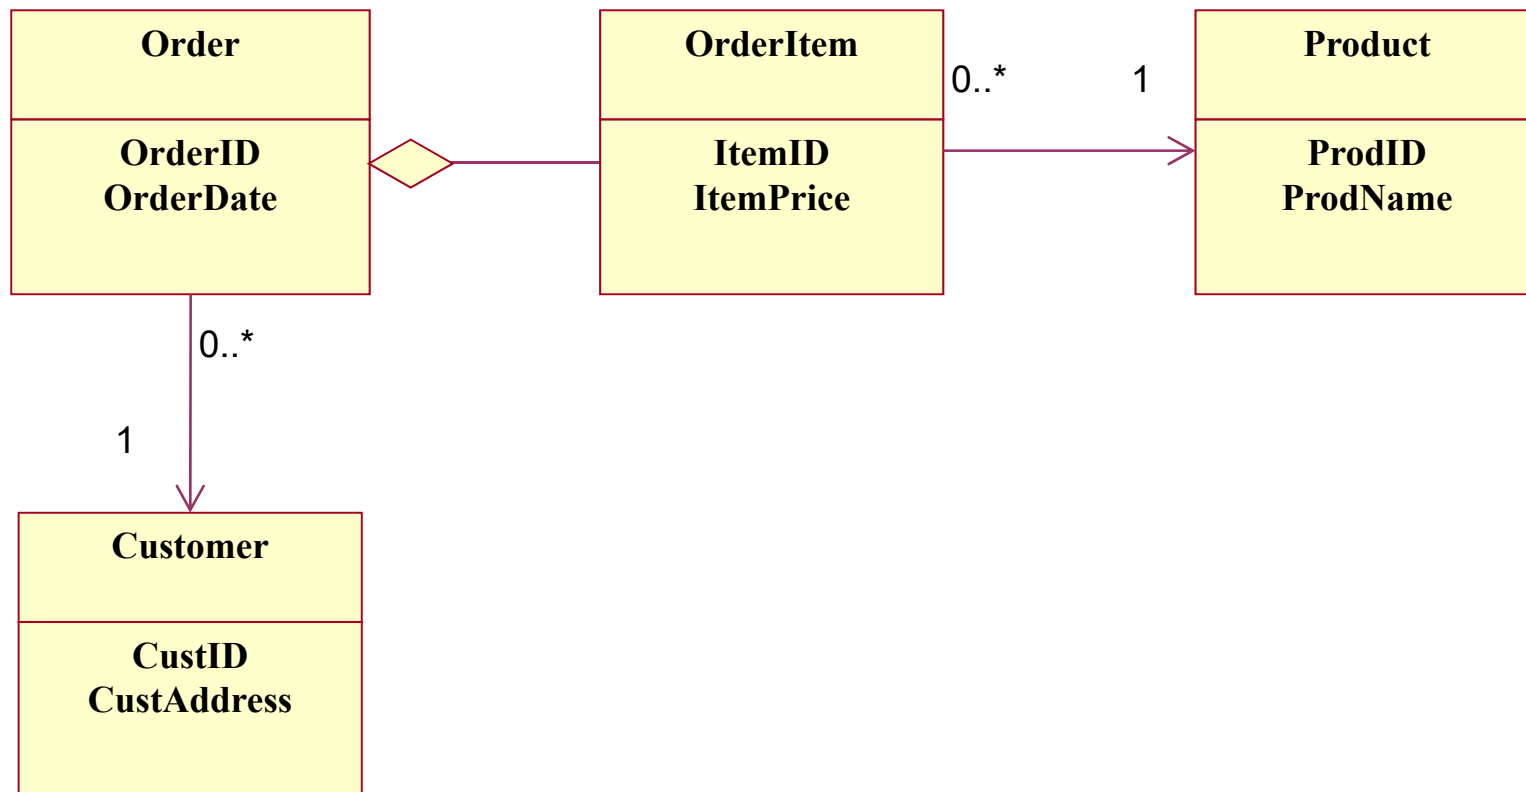 Order
OrderID
OrderDate
OrderItem
ItemID
ItemPrice
0..*
1
Product
ProdID
ProdName
0..*
1
Customer
CustID
CustAddress